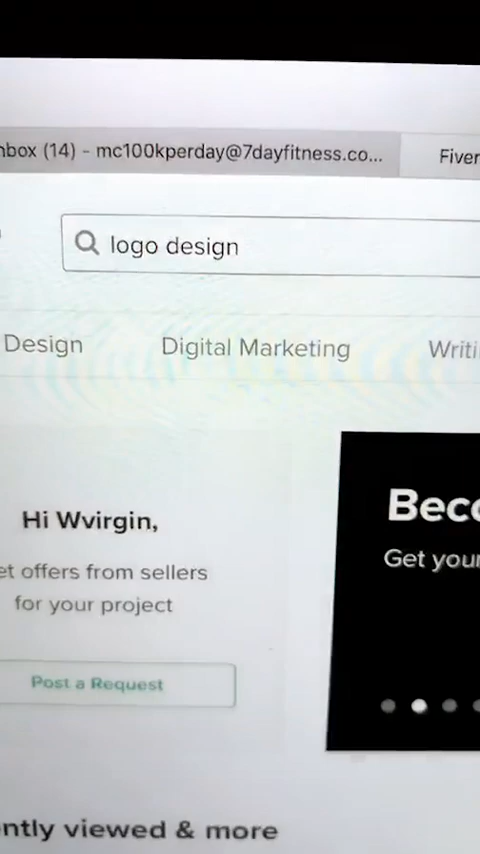 nbox (14) - mc100kperday@7dayfitness.co...
Fiver
logo design
Design Digital Marketing Writi
Hi Wvirgin,
et offers from sellers
for your project
Post a Request
Beco
Get your
ntly viewed & more